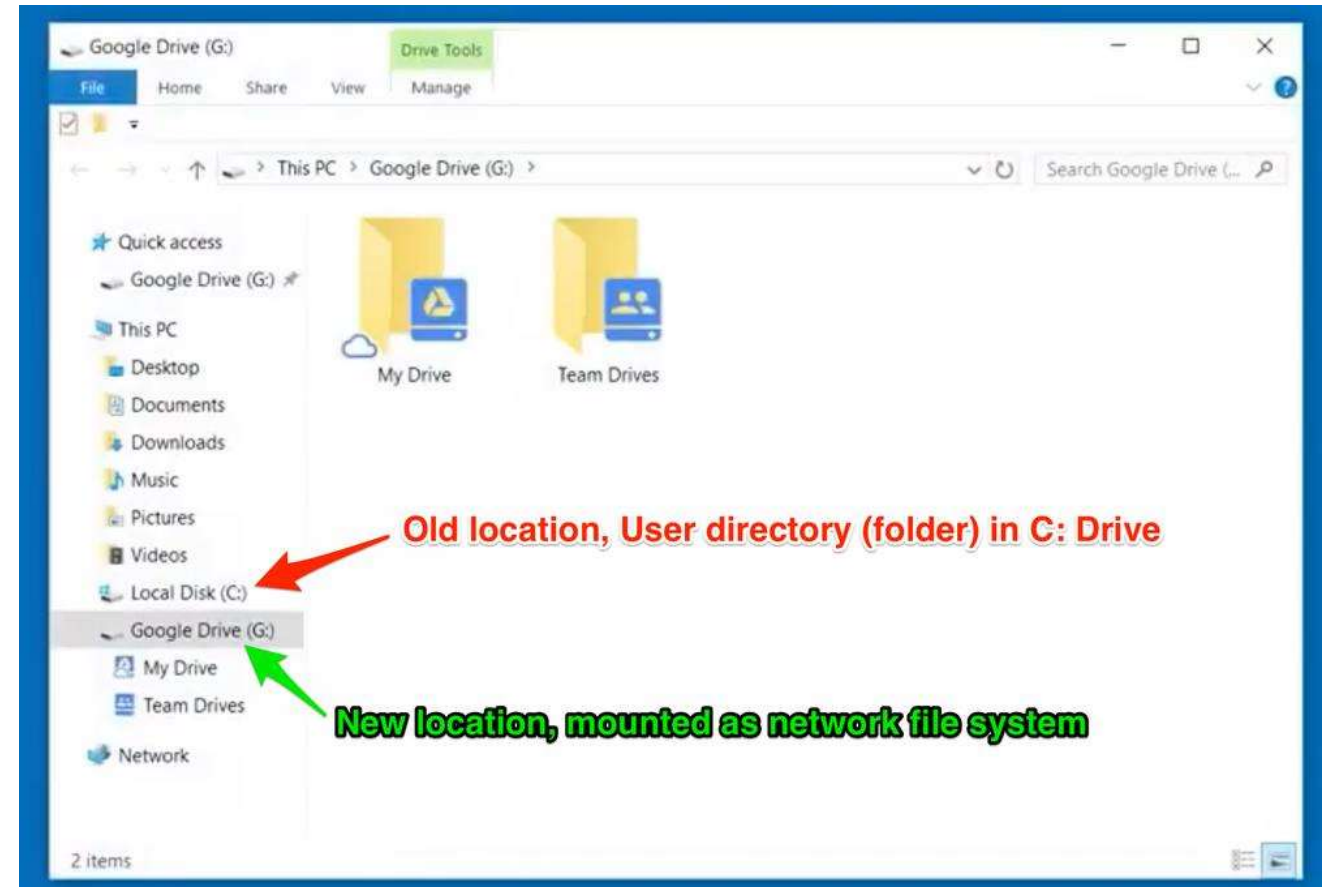 Google Drive (G:)
Drive Tools
File Home Share View Manage
This PC > Google Drive (G:) >
Search Google Drive (...
Quick access
Google Drive (G:)
This PC
Desktop
Documents
Downloads
Music
Pictures
Videos
Local Disk (C:)
Google Drive (G:)
My Drive
Team Drives
Network
My Drive
Team Drives
Old location, User directory (folder) in C: Drive
New location, mounted as network file system
2 items